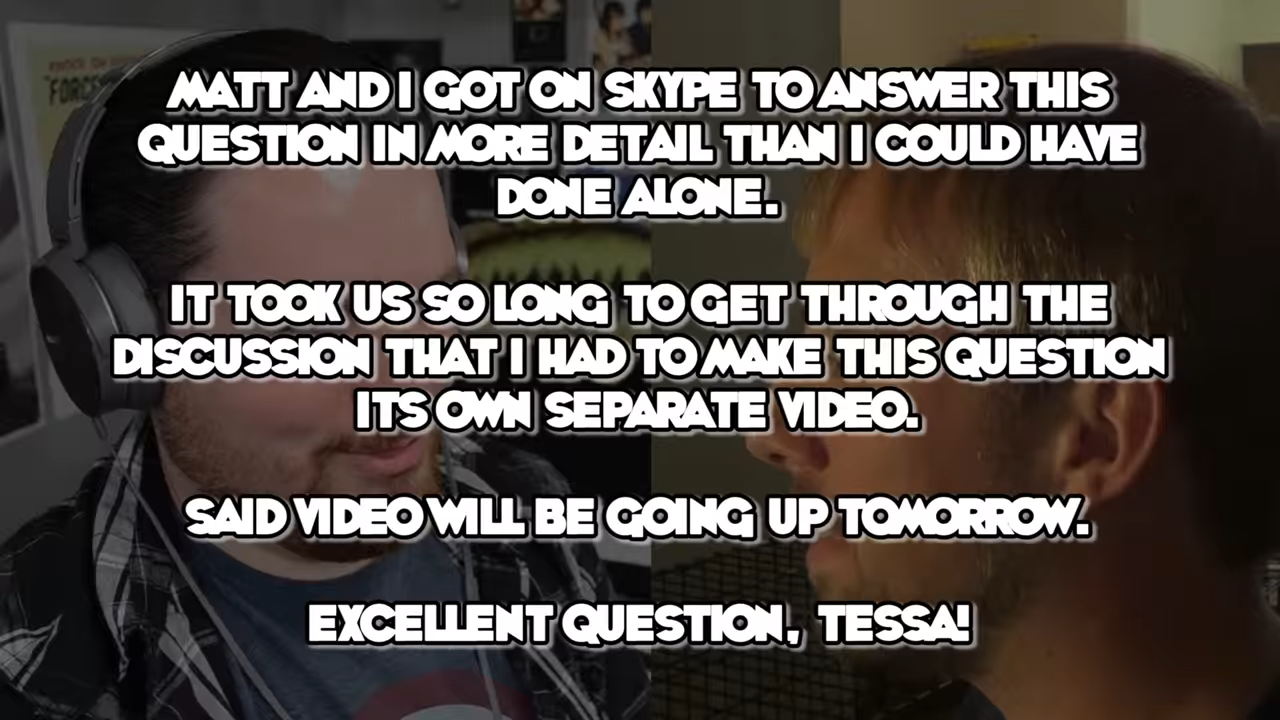 "FORCE
MATT AND I GOT ON SKYPE TO ANSWER THIS
QUESTION IN MORE DETAIL THAN I COULD HAVE
DONE ALONE.
IT TOOK US SO LONG TO GET THROUGH THE
DISCUSSION THAT I HAD TO MAKE THIS QUESTION
ITS OWN SEPARATE VIDEO.
SAID VIDEO WILL BE GOING UP TOMORROW.
EXCELLENT QUESTION, TESSA!